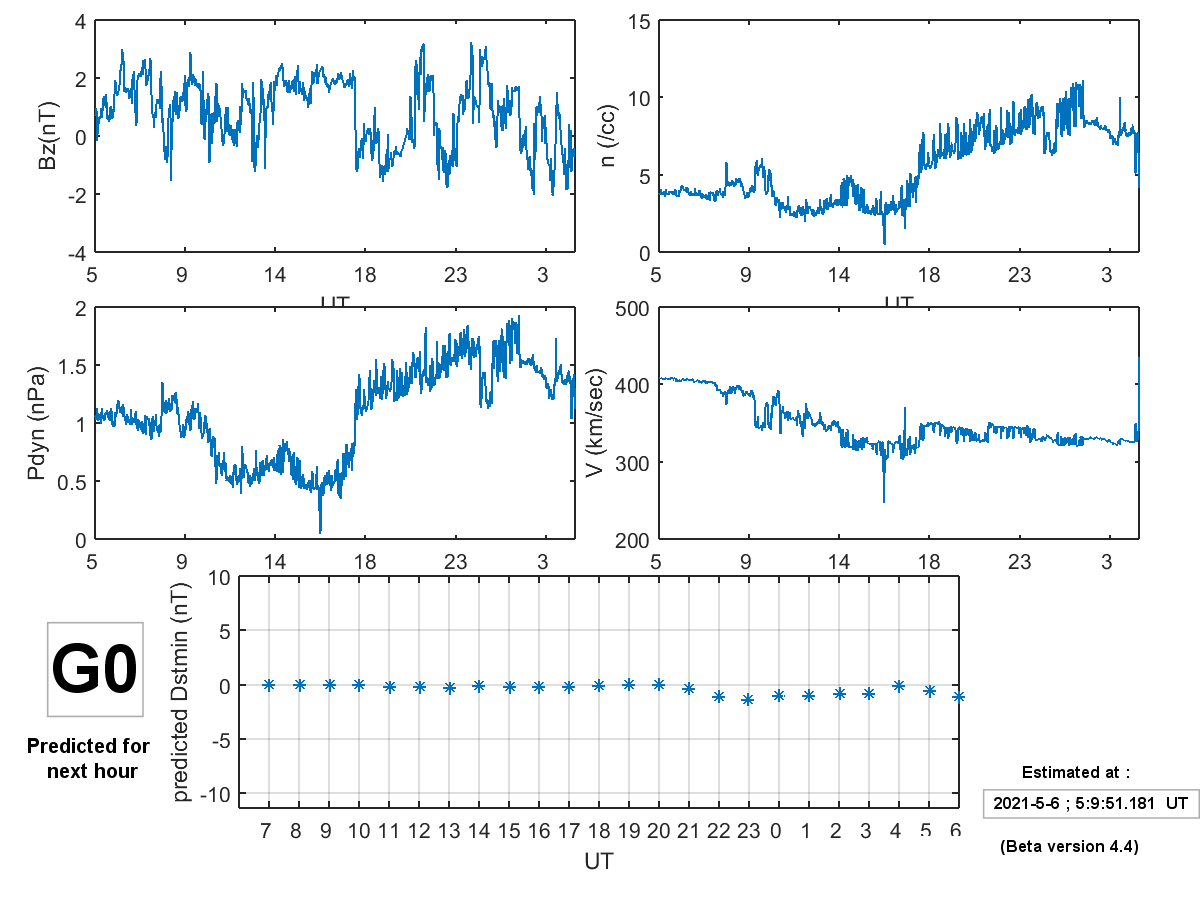 4
2
0
-2
-4
Bz(nT)
5 9 14 18 23 3
UT
15
10
5
0
n (/cc)
5 9 14 18 23 3
UT
2
1.5
1
0.5
0
Pdyn (nPa)
5 9 14 18 23 3
500
400
300
200
V (km/sec)
5 9 14 18 23 3
10
5
0
-5
-10
predicted Dstmin (nT)
7 8 9 10 11 12 13 14 15 16 17 18 19 20 21 22 23 0 1 2 3 4 5 6
UT
G0
Predicted for
next hour
Estimated at :
2021-5-6 ; 5:9:51.181 UT
(Beta version 4.4)